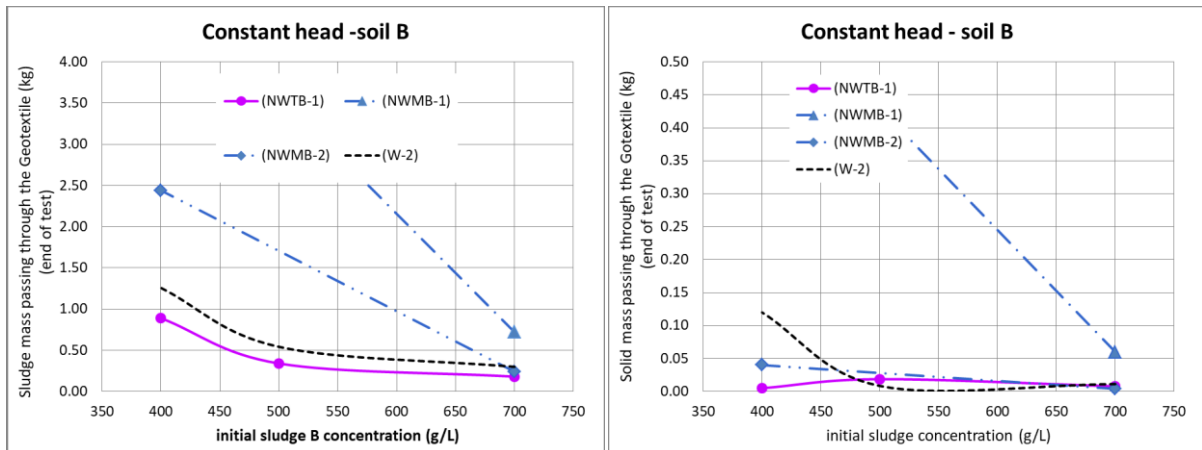 Constant head -soil B
Sludge mass passing through the Geotextile (kg)
(end of test)
4.00
3.50
3.00
2.50
2.00
1.50
1.00
0.50
0.00
(NWTB-1)
(NWMB-1)
(NWMB-2)
(W-2)
350
400
450
500
550
600
650
700
750
initial sludge B concentration (g/L)
Constant head - soil B
Solid mass passing through the Gotextile (kg)
(end of test)
0.50
0.45
0.40
0.35
0.30
0.25
0.20
0.15
0.10
0.05
0.00
(NWTB-1)
(NWMB-1)
(NWMB-2)
(W-2)
350
400
450
500
550
600
650
700
750
initial sludge concentration (g/L)